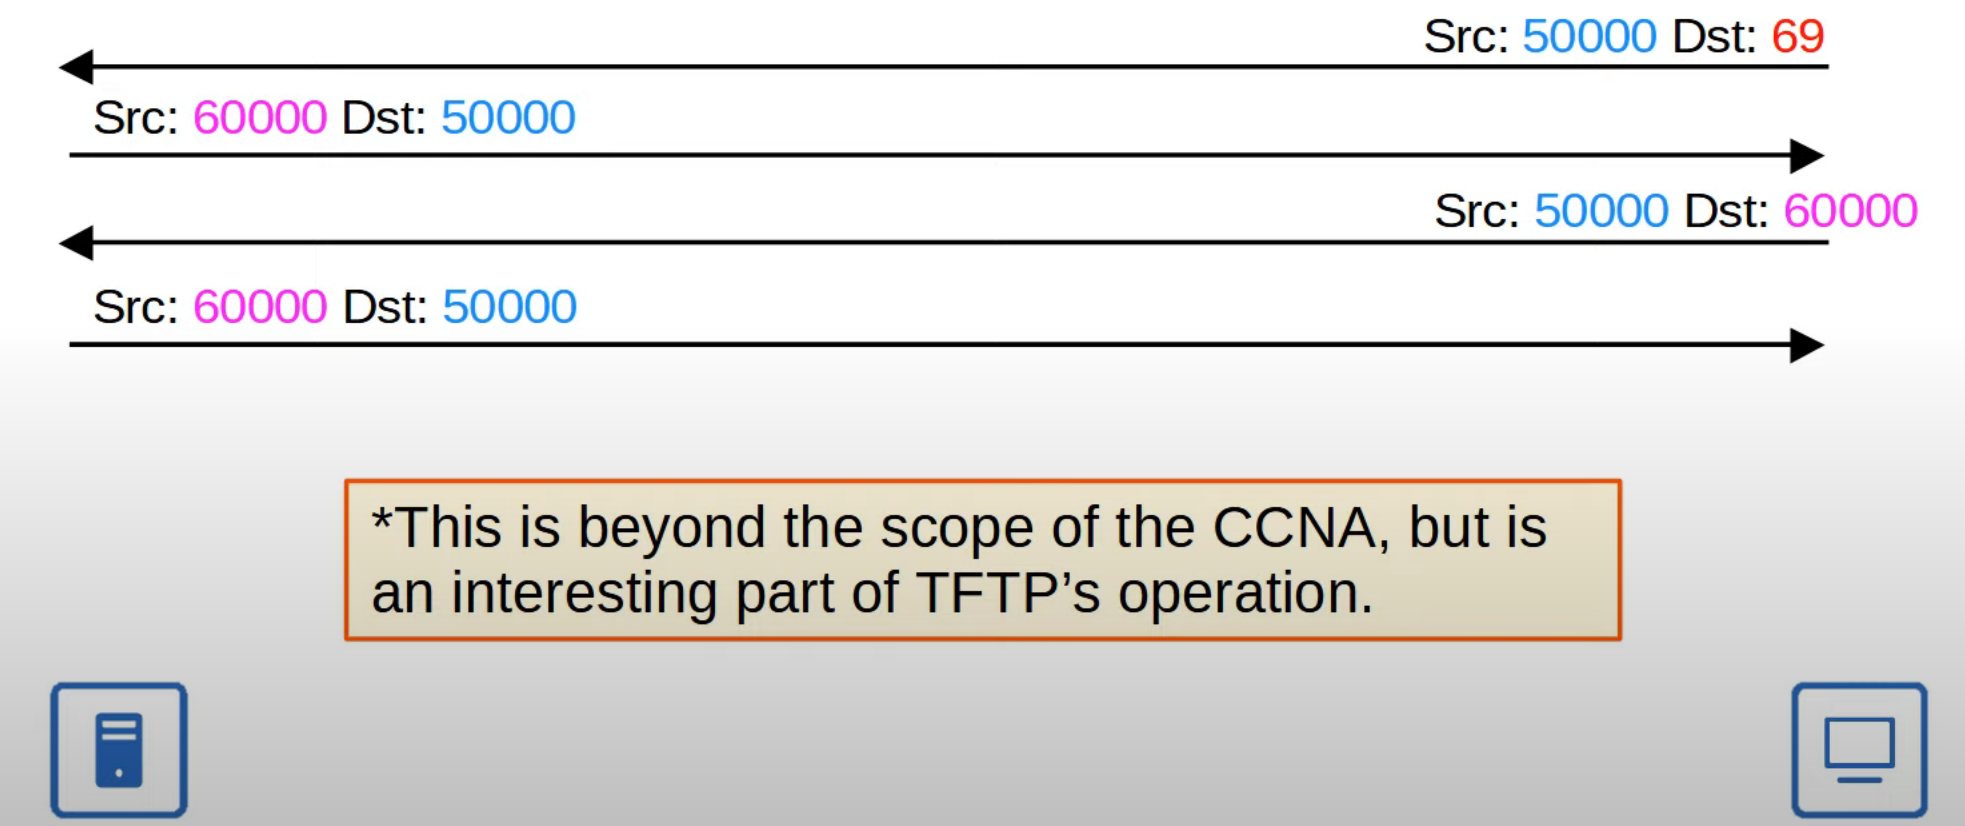 Src: 50000 Dst: 69
Src: 60000 Dst: 50000
Src: 50000 Dst: 60000
Src: 60000 Dst: 50000
*This is beyond the scope of the CCNA, but is
an interesting part of TFTP’s operation.